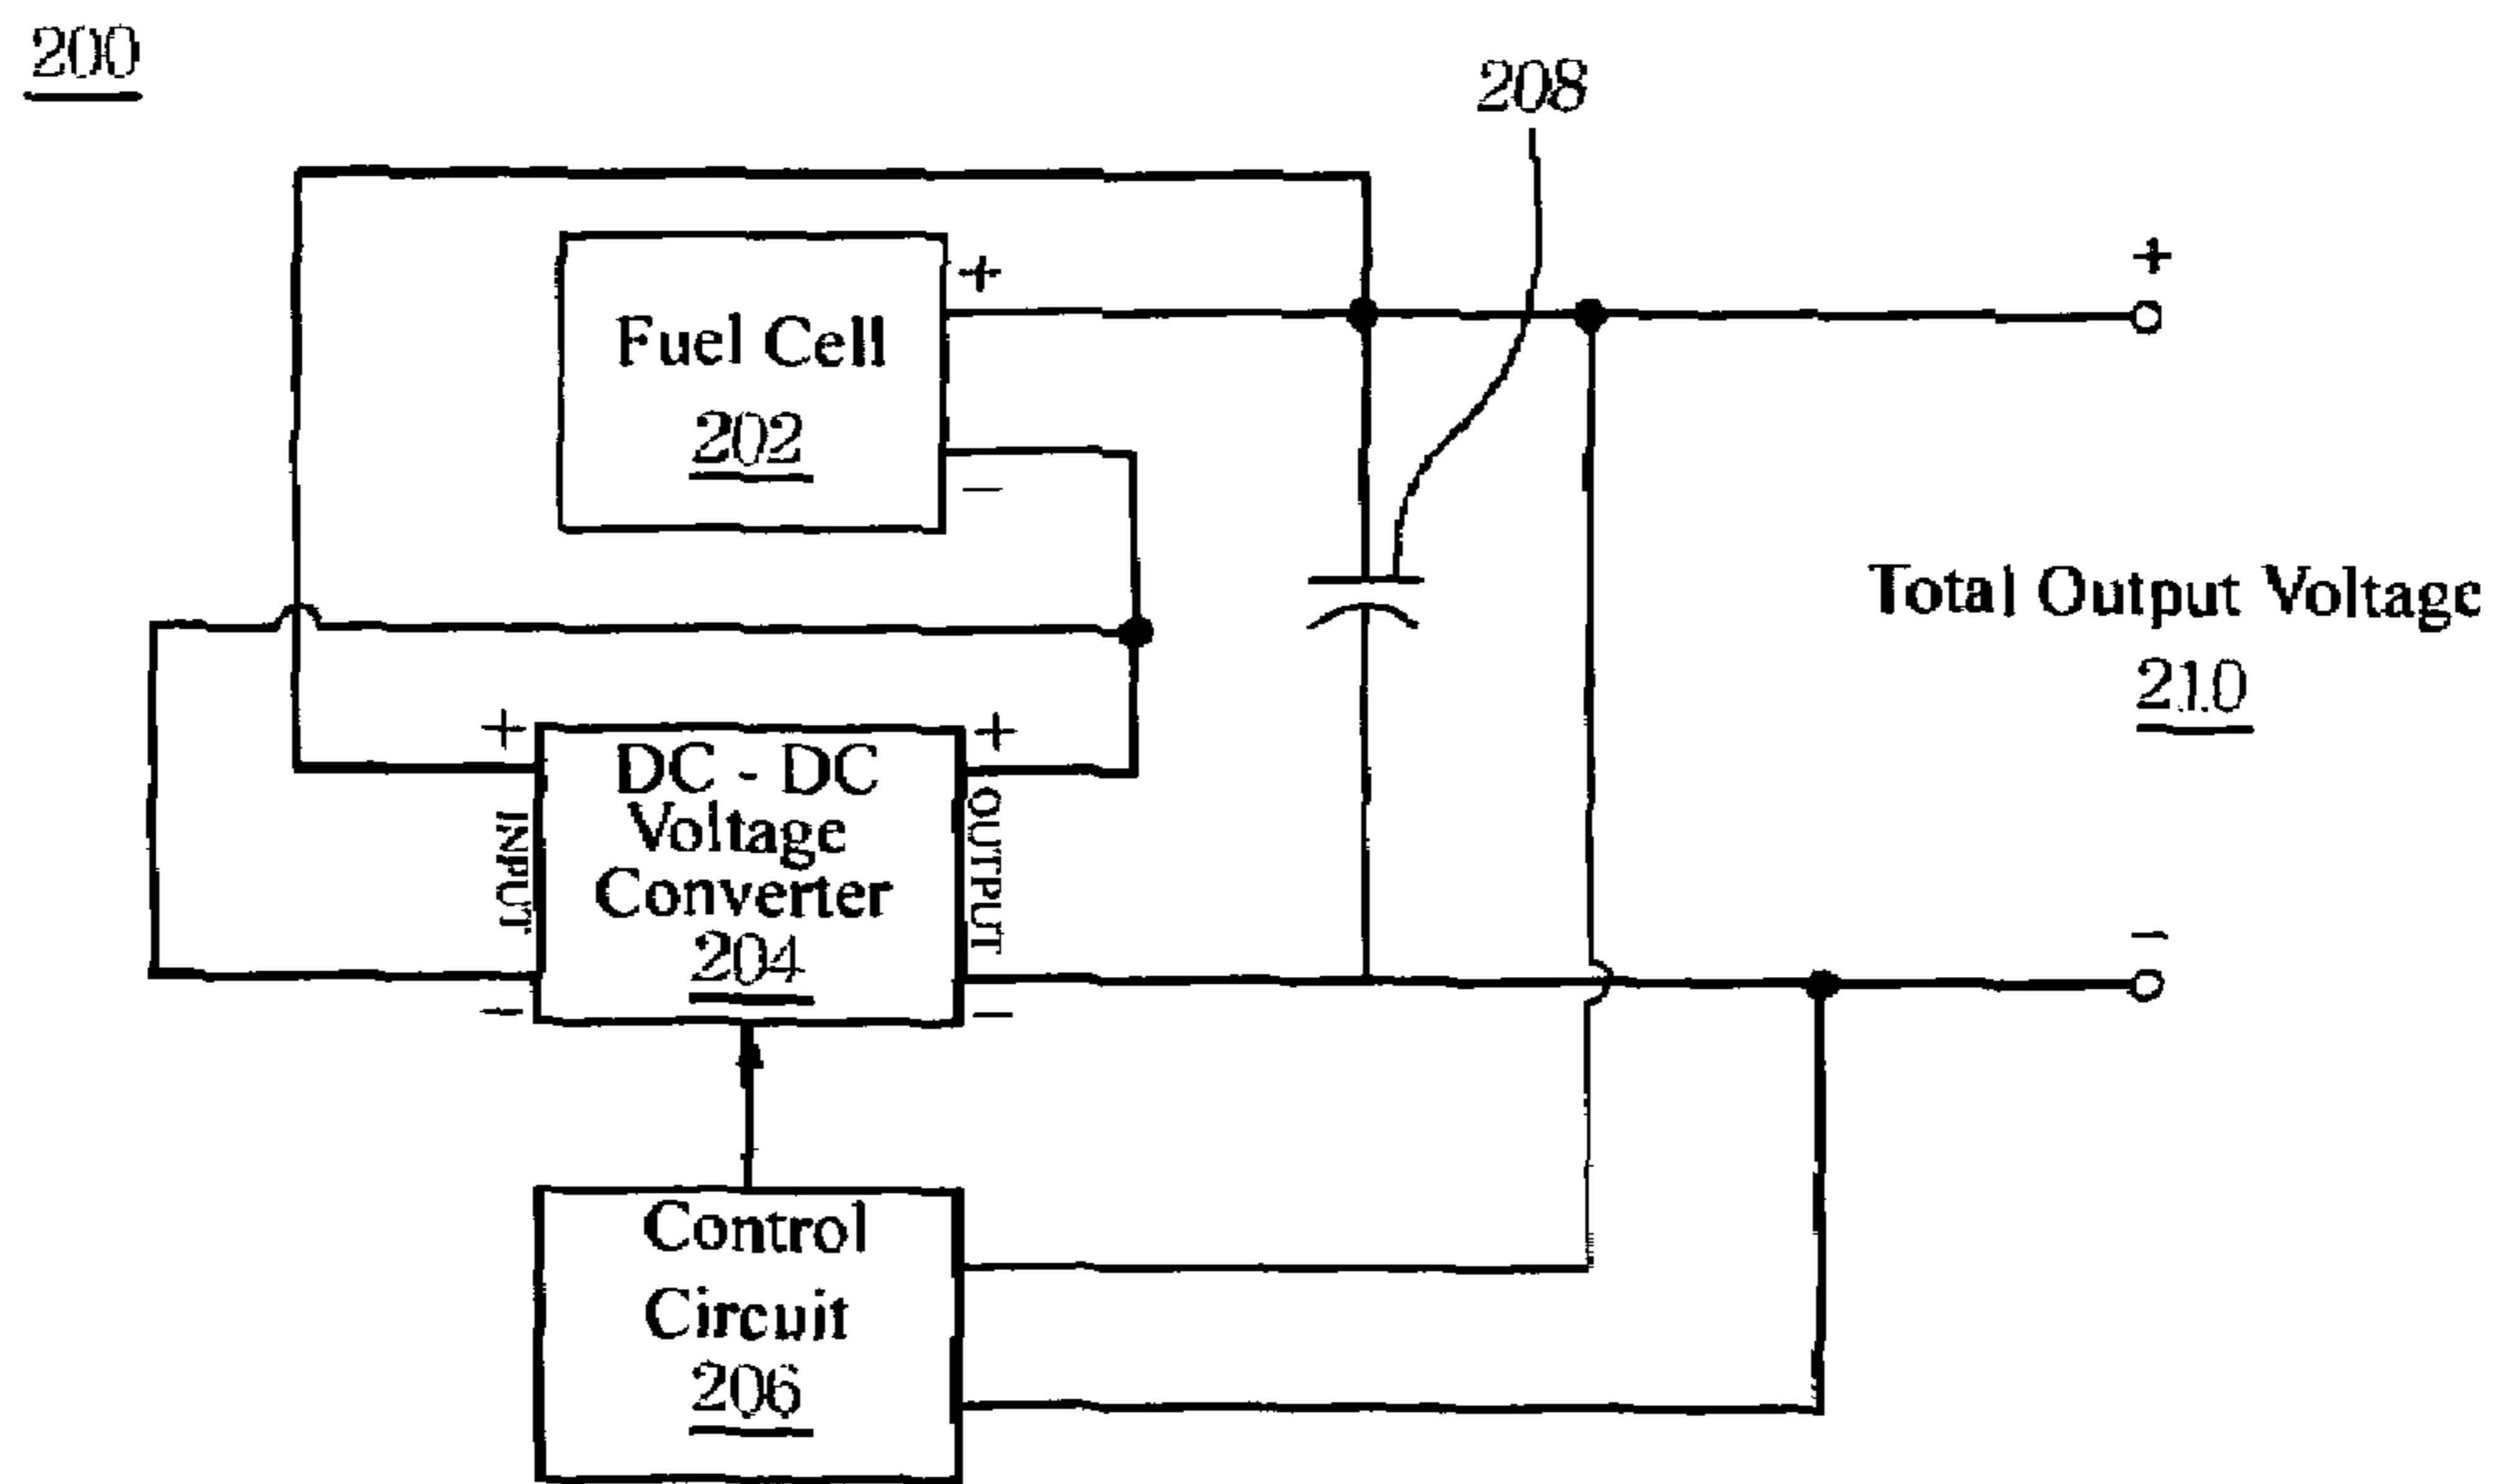 200
208
+
+
Fuel Cell
202
−
Total Output Voltage
210
+
+
DC - DC
Voltage
Converter
204
INPUT
OUTPUT
−
−
−
Control
Circuit
206